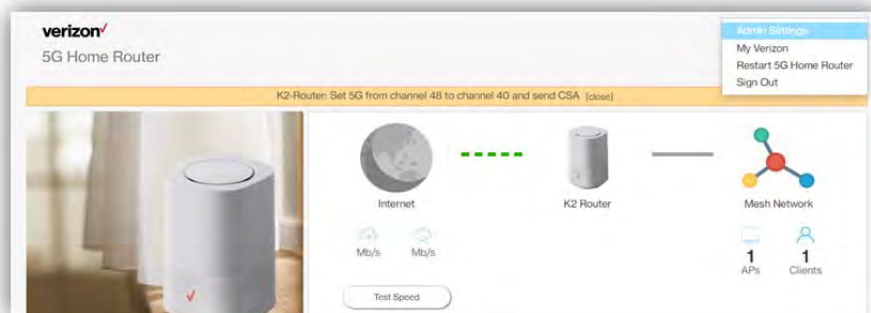 verizon✓
5G Home Router
Admin Settings
My Verizon
Restart 5G Home Router
Sign Out
K2-Router: Set 5G from channel 48 to channel 40 and send CSA [close]
Internet
K2 Router
Mesh Network
Mb/s Mb/s
1 1
APs Clients
Test Speed